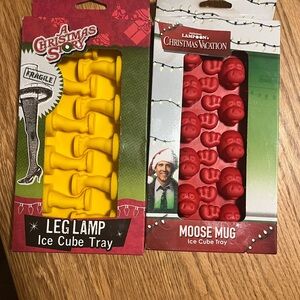 A
CHRISTMAS
STORY
FRAGILE
LEG LAMP
Ice Cube Tray
LAMPOON'S
CHRISTMAS VACATION
MOOSE MUG
Ice Cube Tray